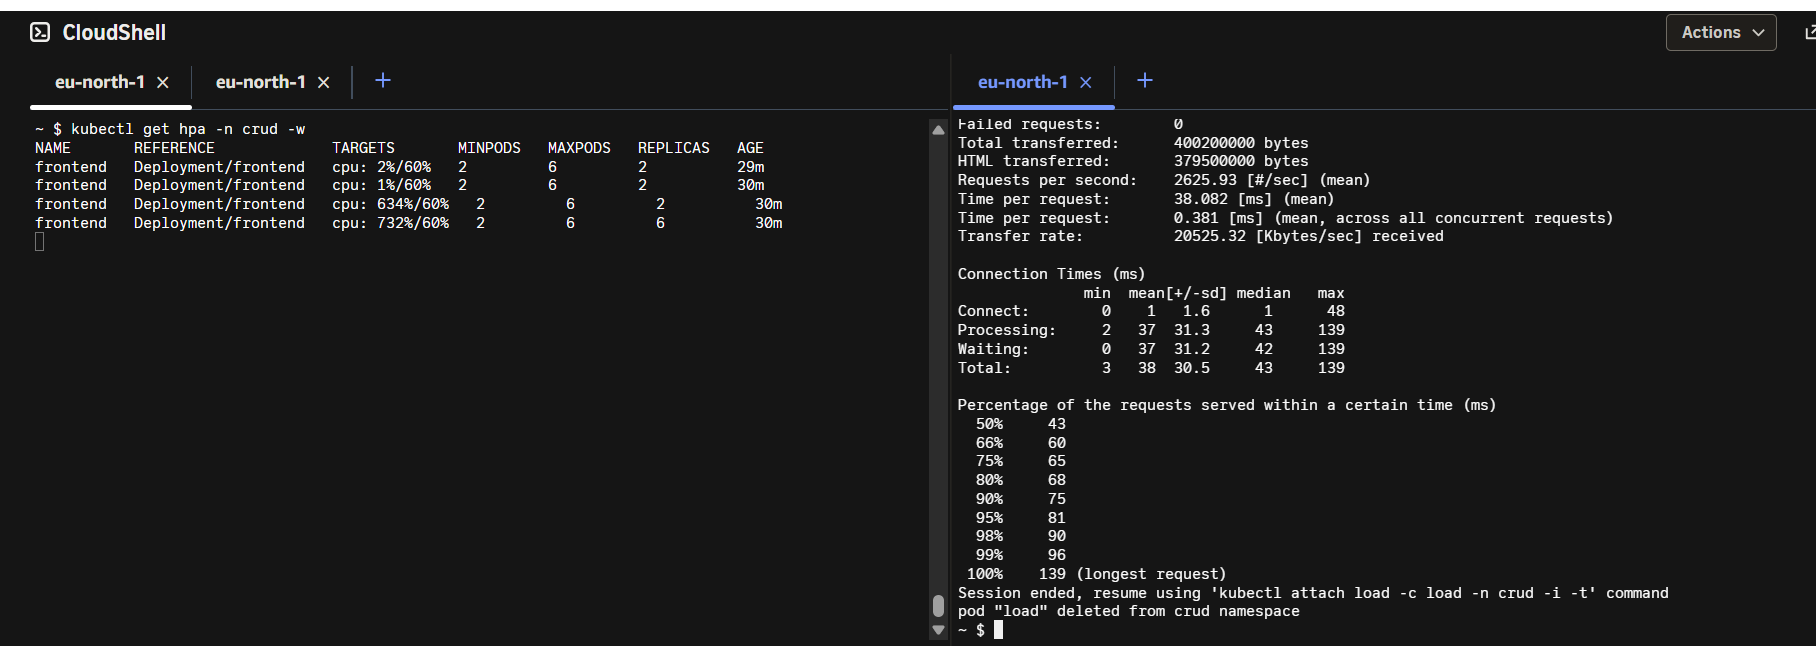 CloudShell
Actions
eu-north-1
eu-north-1
~ $ kubectl get hpa -n crud -w
NAME       REFERENCE             TARGETS       MINPODS   MAXPODS   REPLICAS   AGE
frontend   Deployment/frontend   cpu: 2%/60%   2         6         2          29m
frontend   Deployment/frontend   cpu: 1%/60%   2         6         2          30m
frontend   Deployment/frontend   cpu: 634%/60%   2         6         2          30m
frontend   Deployment/frontend   cpu: 732%/60%   2         6         6          30m
eu-north-1
Failed requests:        0
Total transferred:      400200000 bytes
HTML transferred:       379500000 bytes
Requests per second:    2625.93 [#/sec] (mean)
Time per request:       38.082 [ms] (mean)
Time per request:       0.381 [ms] (mean, across all concurrent requests)
Transfer rate:          20525.32 [Kbytes/sec] received
Connection Times (ms)
              min  mean[+/-sd] median   max
Connect:        0    1   1.6      1      48
Processing:     2   37  31.3     43     139
Waiting:        0   37  31.2     42     139
Total:          3   38  30.5     43     139
Percentage of the requests served within a certain time (ms)
  50%     43
  66%     60
  75%     65
  80%     68
  90%     75
  95%     81
  98%     90
  99%     96
 100%    139 (longest request)
Session ended, resume using 'kubectl attach load -c load -n crud -i -t' command
pod "load" deleted from crud namespace
~ $